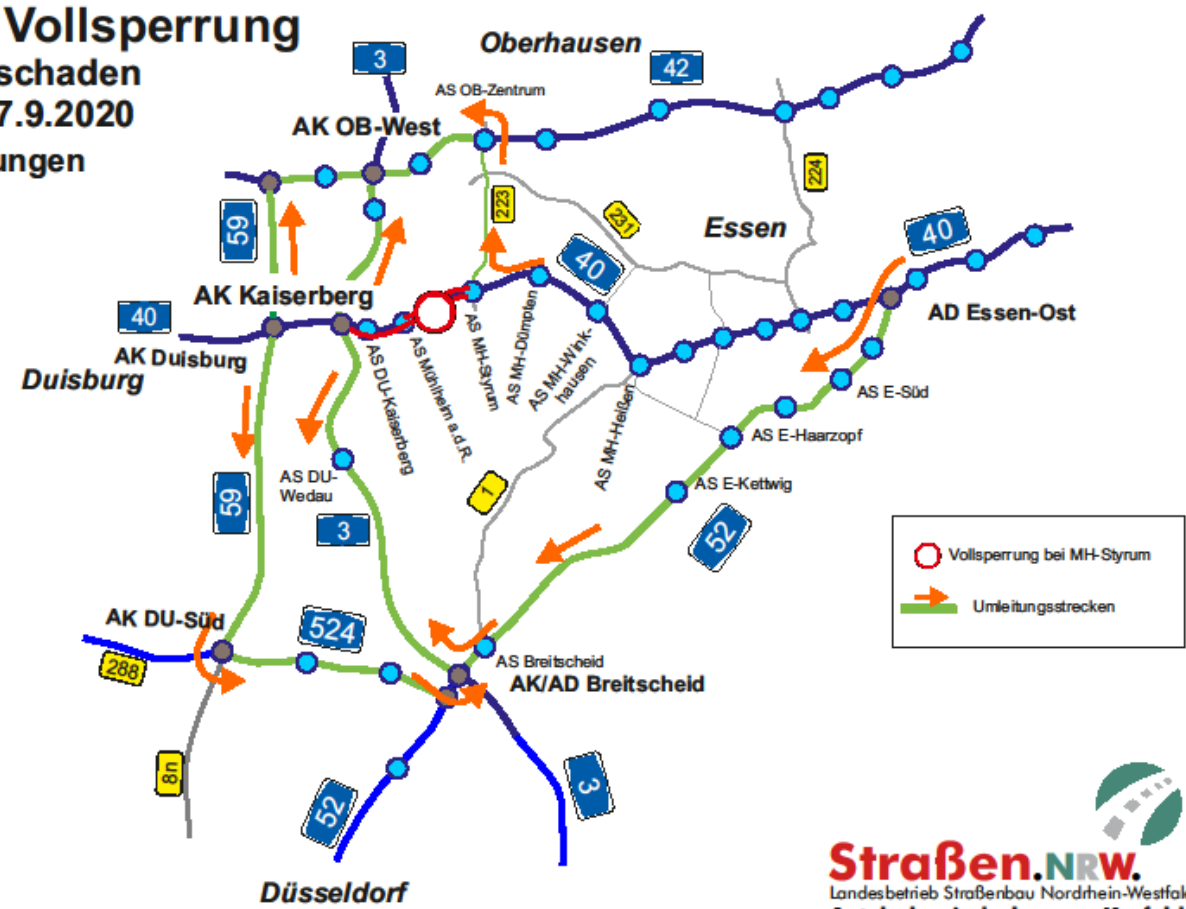 Vollsperrung
schaden
7.9.2020
ungen
Oberhausen
3
42
AS OB-Zentrum
AK OB-West
223
231
224
59
Essen
40
40
AK Kaiserberg
40
AK Duisburg
Duisburg
AD Essen-Ost
AS DU-Kaiserberg
AS Mühlheim a.d.R.
AS MH-Styrum
AS MH-Dümpten
AS MH-Wink-
hausen
AS MH-Heißen
AS E-Süd
AS E-Haarzopf
AS E-Kettwig
AS DU-
Wedau
59
3
1
52
Vollsperrung bei MH-Styrum
Umleitungsstrecken
AK DU-Süd
524
288
AS Breitscheid
AK/AD Breitscheid
8n
52
3
Düsseldorf
Straßen.NRW.
Landesbetrieb Straßenbau Nordrhein-Westfal